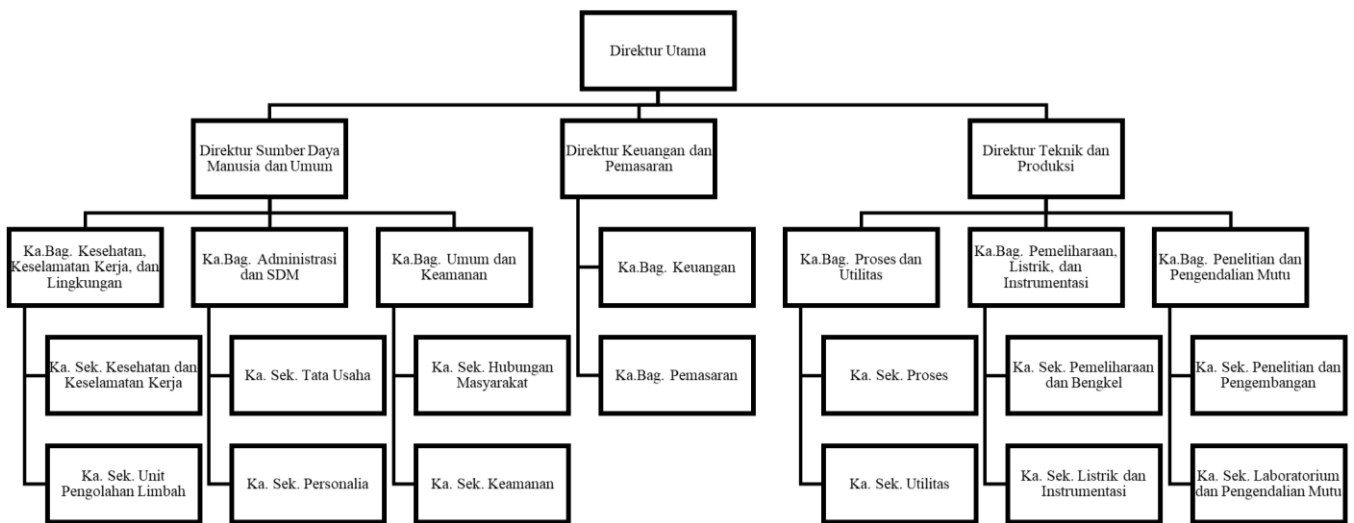 Direktur Utama
Direktur Sumber Daya
Manusia dan Umum
Direktur Keuangan dan
Pemasaran
Direktur Teknik dan
Produksi
Ka.Bag. Kesehatan,
Keselamatan Kerja, dan
Lingkungan
Ka.Bag. Administrasi
dan SDM
Ka.Bag. Umum dan
Keamanan
Ka.Bag. Keuangan
Ka.Bag. Proses dan
Utilitas
Ka.Bag. Pemeliharaan,
Listrik, dan
Instrumentasi
Ka.Bag. Penelitian dan
Pengendalian Mutu
Ka. Sek. Kesehatan dan
Keselamatan Kerja
Ka. Sek. Tata Usaha
Ka. Sek. Hubungan
Masyarakat
Ka.Bag. Pemasaran
Ka. Sek. Proses
Ka. Sek. Pemeliharaan
dan Bengkel
Ka. Sek. Penelitian dan
Pengembangan
Ka. Sek. Unit
Pengolahan Limbah
Ka. Sek. Personalia
Ka. Sek. Keamanan
Ka. Sek. Utilitas
Ka. Sek. Listrik dan
Instrumentasi
Ka. Sek. Laboratorium
dan Pengendalian Mutu